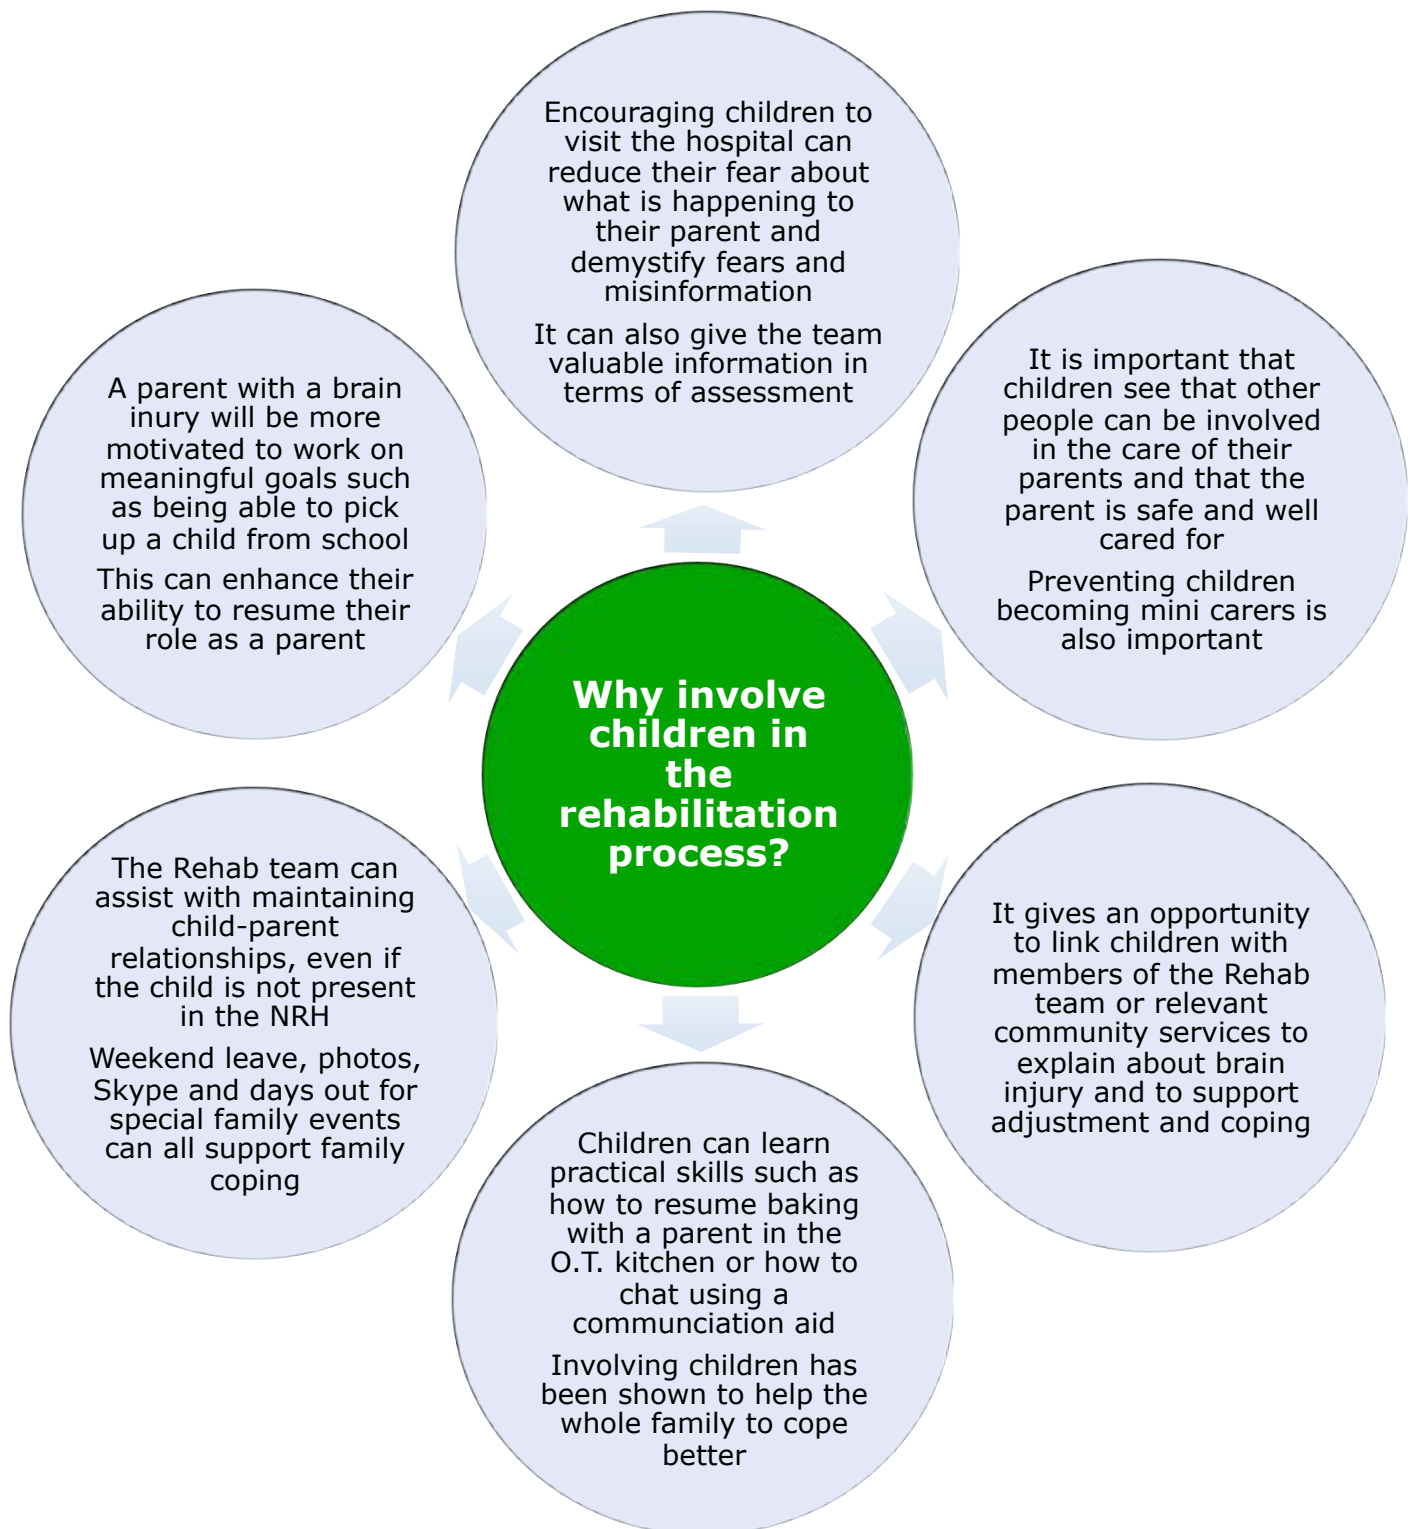 Encouraging children to
visit the hospital can
reduce their fear about
what is happening to
their parent and
demystify fears and
misinformation
It can also give the team
valuable information in
terms of assessment
It is important that
children see that other
people can be involved
in the care of their
parents and that the
parent is safe and well
cared for
Preventing children
becoming mini carers is
also important
A parent with a brain
inury will be more
motivated to work on
meaningful goals such
as being able to pick
up a child from school
This can enhance their
ability to resume their
role as a parent
Why involve
children in
the
rehabilitation
process?
The Rehab team can
assist with maintaining
child-parent
relationships, even if
the child is not present
in the NRH
Weekend leave, photos,
Skype and days out for
special family events
can all support family
coping
It gives an opportunity
to link children with
members of the Rehab
team or relevant
community services to
explain about brain
injury and to support
adjustment and coping
Children can learn
practical skills such as
how to resume baking
with a parent in the
O.T. kitchen or how to
chat using a
communciation aid
Involving children has
been shown to help the
whole family to cope
better